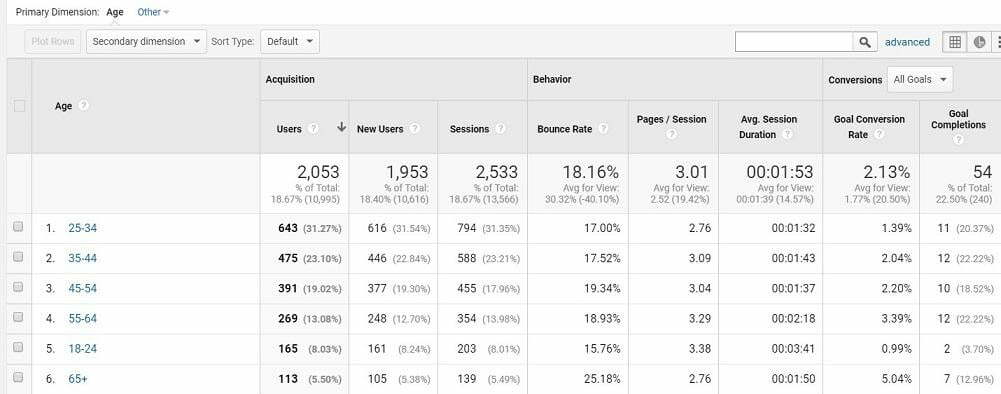 Primary Dimension: Age Other
Plot Rows Secondary dimension Sort Type: Default advanced
Age ? Acquisition Behavior Conversions All Goals
Users ? New Users ? Sessions ? Bounce Rate ? Pages / Session ? Avg. Session Duration ? Goal Conversion Rate ? Goal Completions ?
2,053 1,953 2,533 18.16% 3.01 00:01:53 2.13% 54
% of Total: % of Total: % of Total: Avg for View: Avg for View: Avg for View: Avg for View: % of Total:
18.67% (10,995) 18.40% (10,616) 18.67% (13,566) 30.32% (-40.10%) 2.52 (19.42%) 00:01:39 (14.57%) 1.77% (20.50%) 22.50% (240)
1. 25-34 643 (31.27%) 616 (31.54%) 794 (31.35%) 17.00% 2.76 00:01:32 1.39% 11 (20.37%)
2. 35-44 475 (23.10%) 446 (22.84%) 588 (23.21%) 17.52% 3.09 00:01:43 2.04% 12 (22.22%)
3. 45-54 391 (19.02%) 377 (19.30%) 455 (17.96%) 19.34% 3.04 00:01:37 2.20% 10 (18.52%)
4. 55-64 269 (13.08%) 248 (12.70%) 354 (13.98%) 18.93% 3.29 00:02:18 3.39% 12 (22.22%)
5. 18-24 165 (8.03%) 161 (8.24%) 203 (8.01%) 15.76% 3.38 00:03:41 0.99% 2 (3.70%)
6. 65+ 113 (5.50%) 105 (5.38%) 139 (5.49%) 25.18% 2.76 00:01:50 5.04% 7 (12.96%)